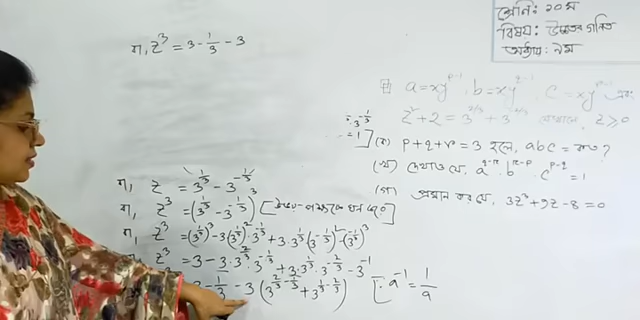 শ্রেণি: ১০ম
বিষয়: উচ্চতর গণিত
অধ্যায়: ৯ম
a = xy^{p-1}, b = xy^{q-1}, c = xy^{r-1} এবং
z² + 2 = 3^{2/3} + 3^{-2/3} যেখানে, z ≥ 0
(ক) p + q + r = 3 হলে, abc = কত?
(খ) দেখাও যে, a^{q-r} · b^{r-p} · c^{p-q} = 1
(গ) প্রমাণ কর যে, 3z³ + 9z - 8 = 0
বা, z³ = 3 - 1/3 - 3
= 1]
বা, z = 3^{1/3} - 3^{-1/3}
বা, z³ = (3^{1/3} - 3^{-1/3})³ [উভয়-পক্ষকে ঘন করে]
বা, z³ = (3^{1/3})³ - 3(3^{1/3})² · 3^{-1/3} + 3 · 3^{1/3} (3^{-1/3})² - (3^{-1/3})³
z³ = 3 - 3 · 3^{2/3} · 3^{-1/3} + 3 · 3^{1/3} · 3^{-2/3} - 3^{-1}
3 - 1/3 - 3 ( [∵ a^{-1} = 1/a